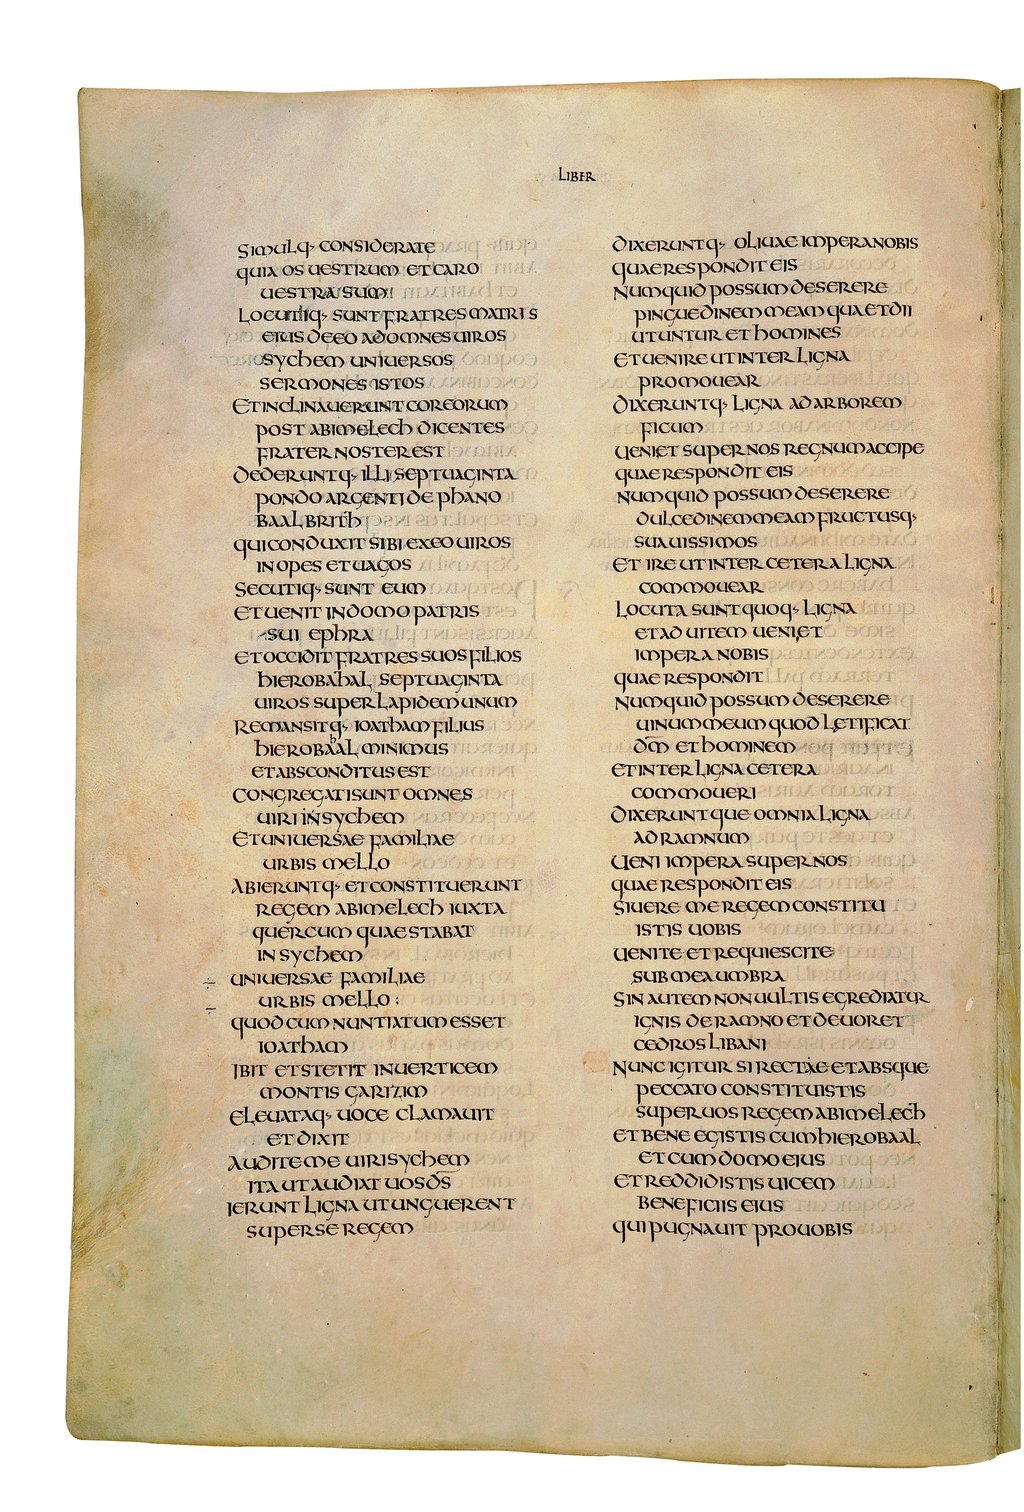 LIBER
SIMULQ· CONSIDERATE
QUIA OS UESTRUM ET CARO
UESTRA SUM
LOCUTIQ· SUNT FRATRES MATRIS
EIUS DE EO AD OMNES UIROS
SYCHEM UNIUERSOS
SERMONES ISTOS
ET INCLINAUERUNT COR EORUM
POST ABIMELECH DICENTES
FRATER NOSTER EST
DEDERUNTQ· ILLI SEPTUAGINTA
PONDO ARGENTI DE PHANO
BAAL BRITH
QUI CONDUXIT SIBI EX EO UIROS
INOPES ET UAGOS
SECUTIQ· SUNT EUM
ET UENIT IN DOMO PATRIS
SUI EPHRA
ET OCCIDIT FRATRES SUOS FILIOS
HIEROBAHAL SEPTUAGINTA
UIROS SUPER LAPIDEM UNUM
REMANSITQ· IOATHAM FILIUS
HIEROBAhAL MINIMUS
ET ABSCONDITUS EST
CONGREGATI SUNT OMNES
UIRI IN SYCHEM
ET UNIUERSAE FAMILIAE
URBIS MELLO
ABIERUNTQ· ET CONSTITUERUNT
REGEM ABIMELECH IUXTA
QUERCUM QUAE STABAT
IN SYCHEM
÷ UNIUERSAE FAMILIAE
÷ URBIS MELLO :
QUOD CUM NUNTIATUM ESSET
IOATHAM
IBIT ET STETIT IN UERTICEM
MONTIS GARIZIM
ELEUATAQ· UOCE CLAMAUIT
ET DIXIT
AUDITE ME UIRI SYCHEM
ITA UT AUDIAT UOS D̅S̅
IERUNT LIGNA UT UNGUERENT
SUPER SE REGEM
DIXERUNTQ· OLIUAE IMPERA NOBIS
QUAE RESPONDIT EIS
NUMQUID POSSUM DESERERE
PINGUEDINEM MEAM QUA ET DII
UTUNTUR ET HOMINES
ET UENIRE UT INTER LIGNA
PROMOUEAR
DIXERUNTQ· LIGNA AD ARBOREM
FICUM
UENI ET SUPER NOS REGNUM ACCIPE
QUAE RESPONDIT EIS
NUMQUID POSSUM DESERERE
DULCEDINEM MEAM FRUCTUSQ·
SUAUISSIMOS
ET IRE UT INTER CETERA LIGNA
COMMOUEAR
LOCUTA SUNT QUOQ· LIGNA
ET AD UITEM UENI ET
IMPERA NOBIS
QUAE RESPONDIT
NUMQUID POSSUM DESERERE
UINUM MEUM QUOD LETIFICAT
D̅M̅ ET HOMINEM
ET INTER LIGNA CETERA
COMMOUERI
DIXERUNTQUE OMNIA LIGNA
AD RAMNUM
UENI IMPERA SUPER NOS
QUAE RESPONDIT EIS
SI UERE ME REGEM CONSTITU
ISTIS UOBIS
UENITE ET REQUIESCITE
SUB MEA UMBRA
SIN AUTEM NON UULTIS EGREDIATUR
IGNIS DE RAMNO ET DEUORET
CEDROS LIBANI
NUNC IGITUR SI RECTAE ET ABSQUE
PECCATO CONSTITUISTIS
SUPER UOS REGEM ABIMELECH
ET BENE EGISTIS CUM HIEROBAAL
ET CUM DOMO EIUS
ET REDDIDISTIS UICEM
BENEFICIIS EIUS
QUI PUGNAUIT PRO UOBIS